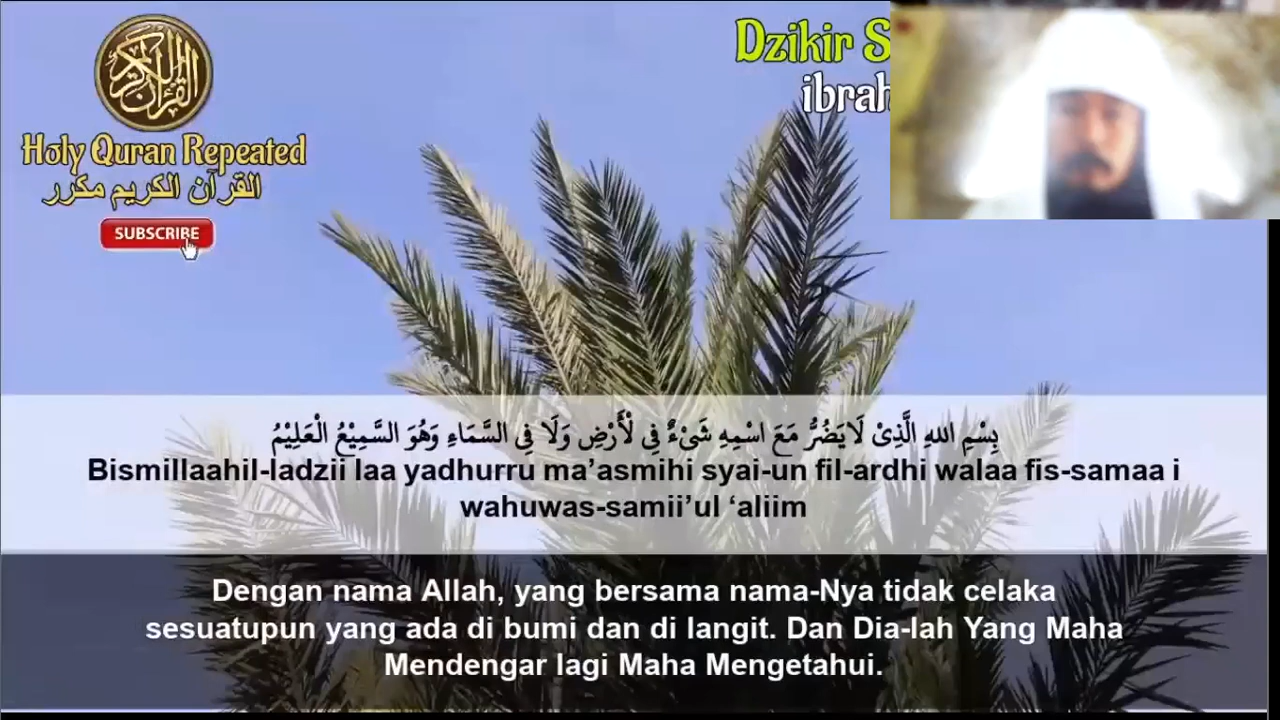 Holy Quran Repeated
القرآن الكريم مكرر
SUBSCRIBE
Dzikir S
ibrah
بِسْمِ اللهِ الَّذِىْ لَايَضُرُّ مَعَ اسْمِهِ شَىْءٌ فِى لْأَرْضِ وَلَا فِى السَّمَاءِ وَهُوَ السَّمِيْعُ الْعَلِيْمُ
Bismillaahil-ladzii laa yadhurru ma’asmihi syai-un fil-ardhi walaa fis-samaa i
wahuwas-samii’ul ‘aliim
Dengan nama Allah, yang bersama nama-Nya tidak celaka
sesuatupun yang ada di bumi dan di langit. Dan Dia-lah Yang Maha
Mendengar lagi Maha Mengetahui.